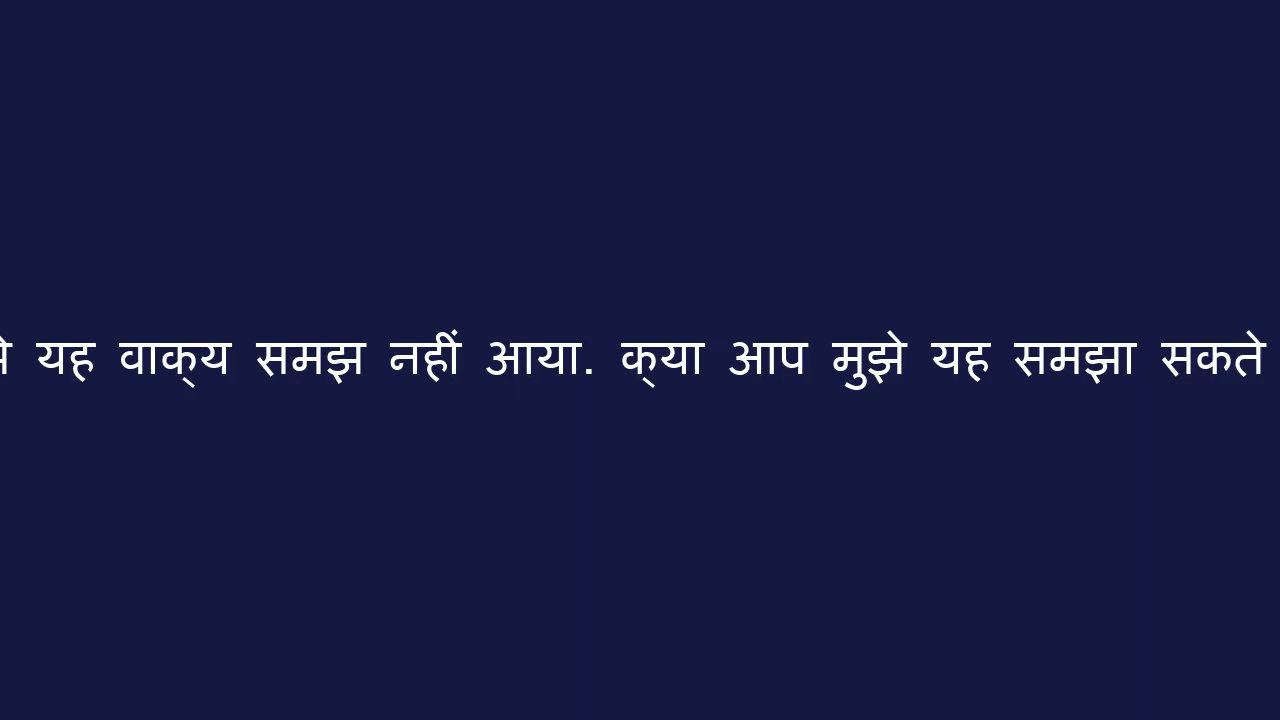 यह वाक्य समझ नहीं आया. क्या आप मुझे यह समझा सकते